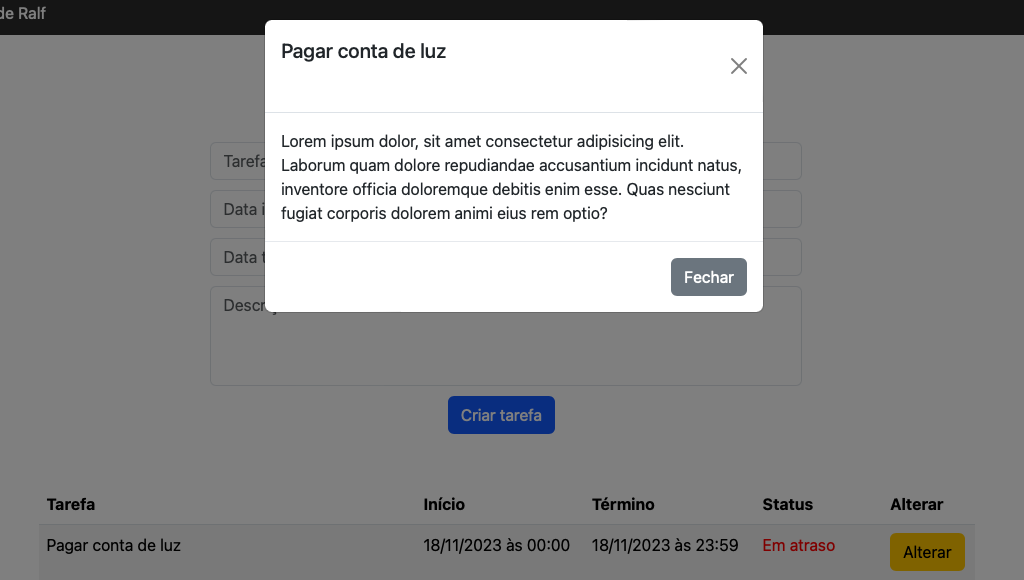 de Ralf
Pagar conta de luz
Lorem ipsum dolor, sit amet consectetur adipisicing elit.
Laborum quam dolore repudiandae accusantium incidunt natus,
inventore officia doloremque debitis enim esse. Quas nesciunt
fugiat corporis dolorem animi eius rem optio?
Fechar
Tarefa
Data
Data
Criar tarefa
Tarefa Início Término Status Alterar
Pagar conta de luz 18/11/2023 às 00:00 18/11/2023 às 23:59 Em atraso Alterar